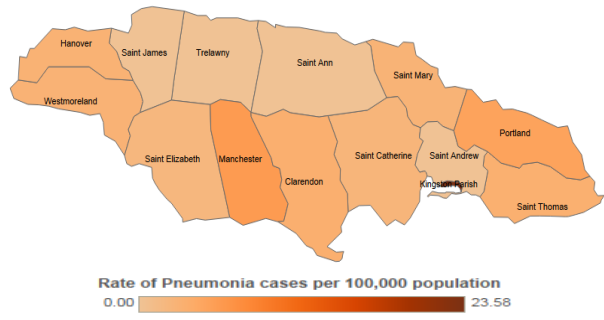 Hanover
Saint James
Trelawny
Saint Ann
Saint Mary
Westmoreland
Portland
Saint Elizabeth
Manchester
Clarendon
Saint Catherine
Saint Andrew
Kingston Parish
Saint Thomas
Rate of Pneumonia cases per 100,000 population
0.00 23.58